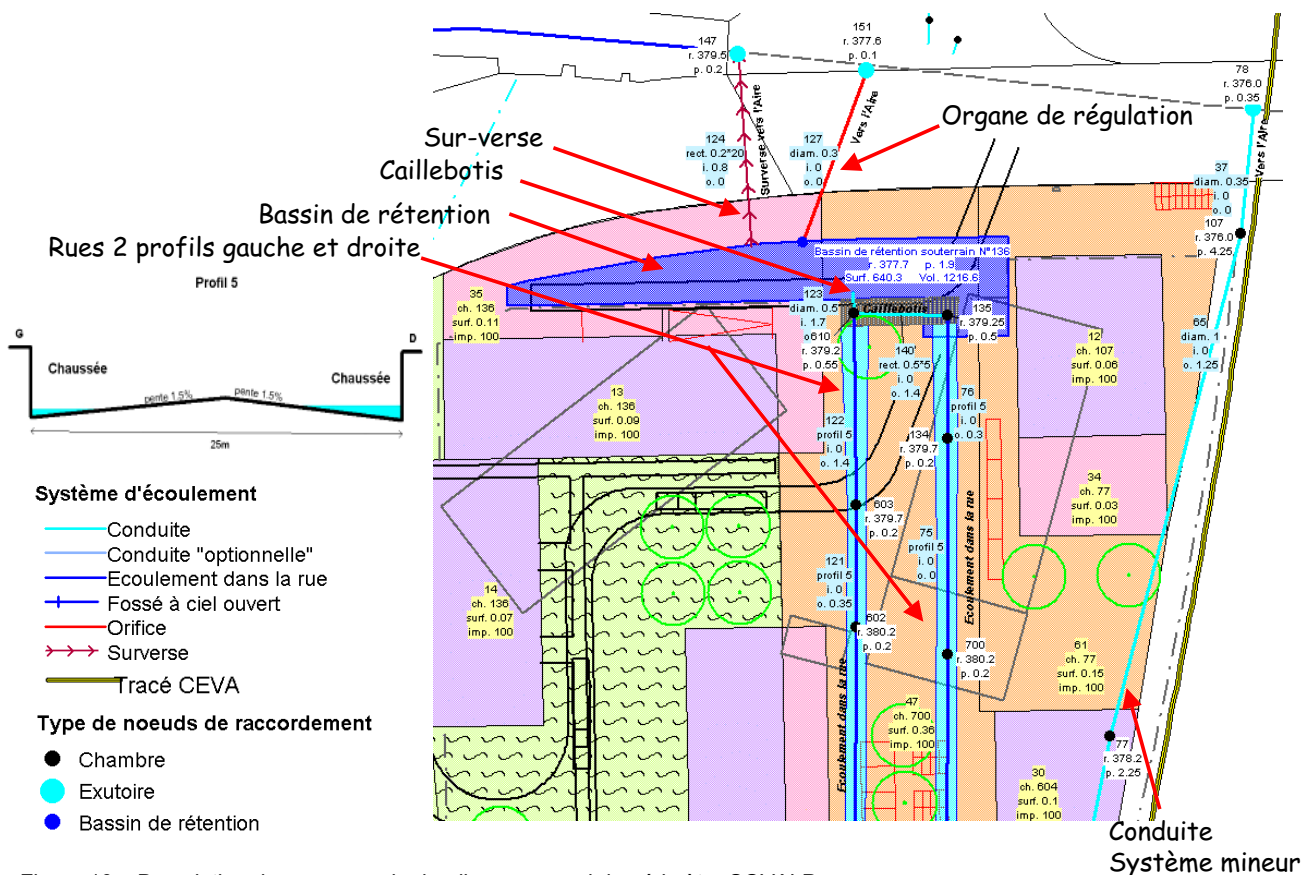 147
r. 379.5
p. 0.2
151
r. 377.6
p. 0.1
78
r. 376.0
p. 0.35
Organe de régulation
Sur-verse
Caillebotis
Bassin de rétention
Rues 2 profils gauche et droite
124
rect. 0.2*20
i. 0.8
o. 0
Surverse vers l'Aire
127
diam. 0.3
i. 0
o. 0
Vers l'Aire
37
diam. 0.35
i. 0
o. 0
Vers l'Aire
107
r. 376.0
p. 4.25
Bassin de rétention souterrain N°136
r. 377.7 p. 1.9
Surf. 640.3 Vol. 1216.6
Profil 5
G
D
Chaussée
Chaussée
pente 1.5%
pente 1.5%
25m
35
ch. 136
surf. 0.11
imp. 100
123
diam. 0.5
i. 1.7
o610
r. 379.2
p. 0.55
Caillebotis
135
r. 379.25
p. 0.5
140'
rect. 0.5*5
i. 0
o. 1.4
12
ch. 107
surf. 0.06
imp. 100
65
diam. 1
i. 0
o. 1.25
13
ch. 136
surf. 0.09
imp. 100
76
profil 5
i. 0
o. 0.3
122
profil 5
i. 0
o. 1.4
134
r. 379.7
p. 0.2
34
ch. 77
surf. 0.03
imp. 100
603
r. 379.7
p. 0.2
75
profil 5
i. 0
o. 0
Ecoulement dans la rue
121
profil 5
i. 0
o. 0.35
14
ch. 136
surf. 0.07
imp. 100
602
r. 380.2
p. 0.2
700
r. 380.2
p. 0.2
61
ch. 77
surf. 0.15
imp. 100
Ecoulement dans la rue
47
ch. 700
surf. 0.36
imp. 100
77
r. 378.2
p. 2.25
30
ch. 604
surf. 0.1
imp. 100
Système d'écoulement
Conduite
Conduite "optionnelle"
Ecoulement dans la rue
Fossé à ciel ouvert
Orifice
Surverse
Tracé CEVA
Type de noeuds de raccordement
Chambre
Exutoire
Bassin de rétention
Conduite
Système mineur